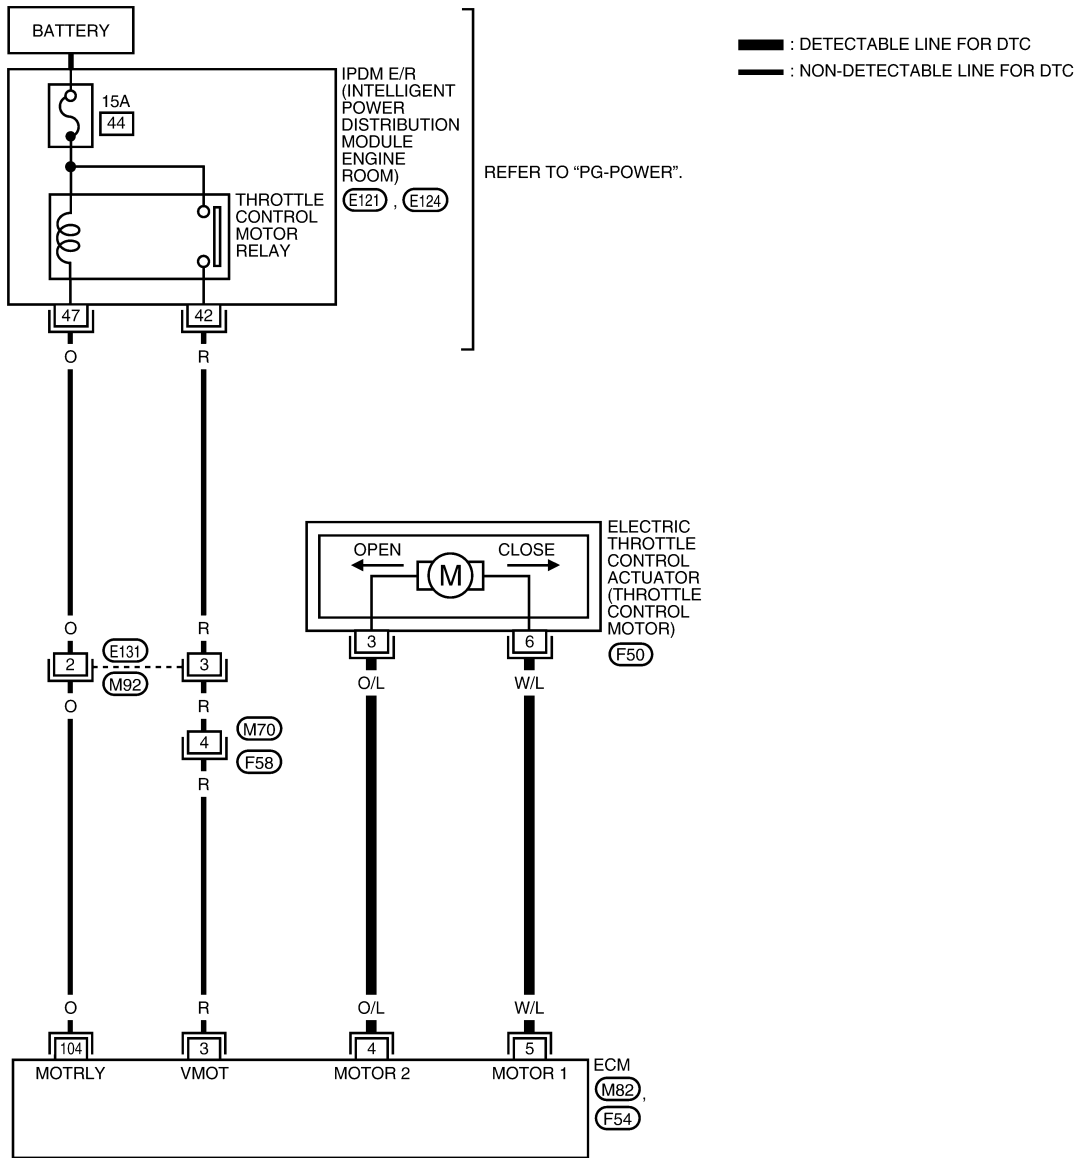 BATTERY
: DETECTABLE LINE FOR DTC
: NON-DETECTABLE LINE FOR DTC
15A
44
IPDM E/R
(INTELLIGENT
POWER
DISTRIBUTION
MODULE
ENGINE
ROOM)
E121 , E124
REFER TO “PG-POWER”.
THROTTLE
CONTROL
MOTOR
RELAY
47 42
O R
OPEN CLOSE
M
ELECTRIC
THROTTLE
CONTROL
ACTUATOR
(THROTTLE
CONTROL
MOTOR)
F50
3 6
O R
2 E131 3
M92
O/L W/L
O R
4 M70
F58
R
O R O/L W/L
104 3 4 5
MOTRLY VMOT MOTOR 2 MOTOR 1
ECM
M82 ,
F54